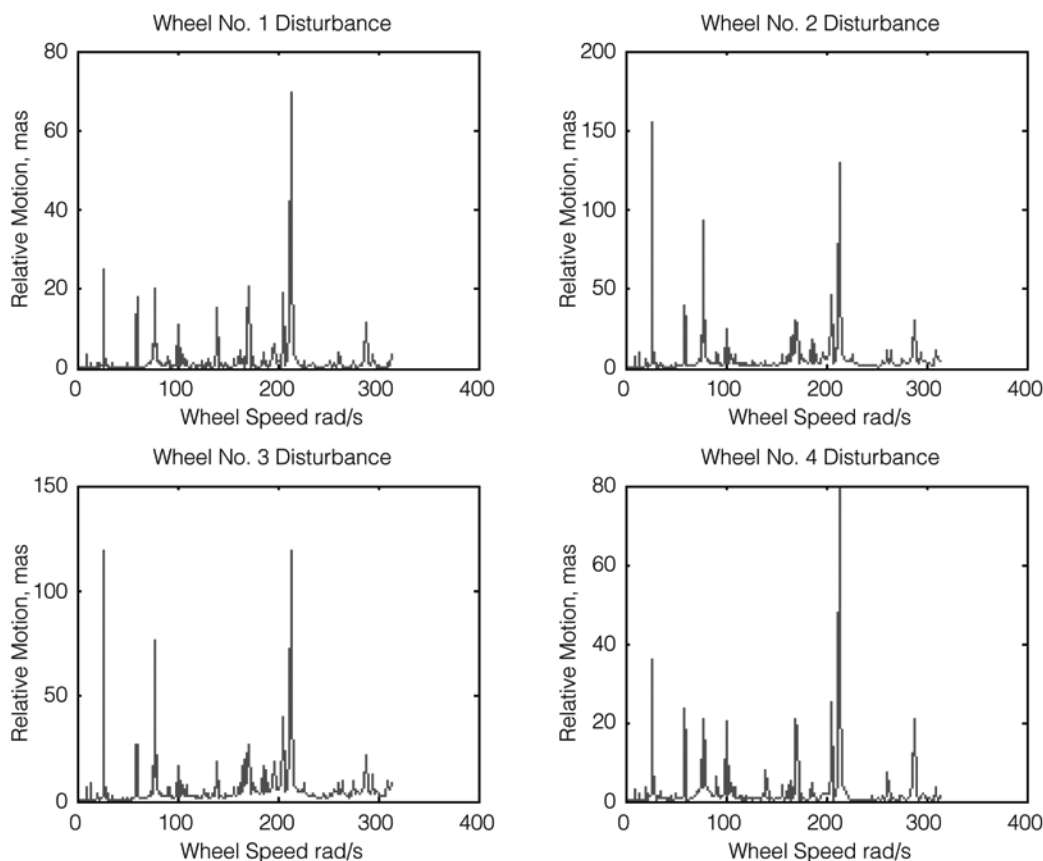 Wheel No. 1 Disturbance
80
60
40
20
0
Relative Motion, mas
0 100 200 300 400
Wheel Speed rad/s
Wheel No. 2 Disturbance
200
150
100
50
0
Relative Motion, mas
0 100 200 300 400
Wheel Speed rad/s
Wheel No. 3 Disturbance
150
100
50
0
Relative Motion, mas
0 100 200 300 400
Wheel Speed rad/s
Wheel No. 4 Disturbance
80
60
40
20
0
Relative Motion, mas
0 100 200 300 400
Wheel Speed rad/s